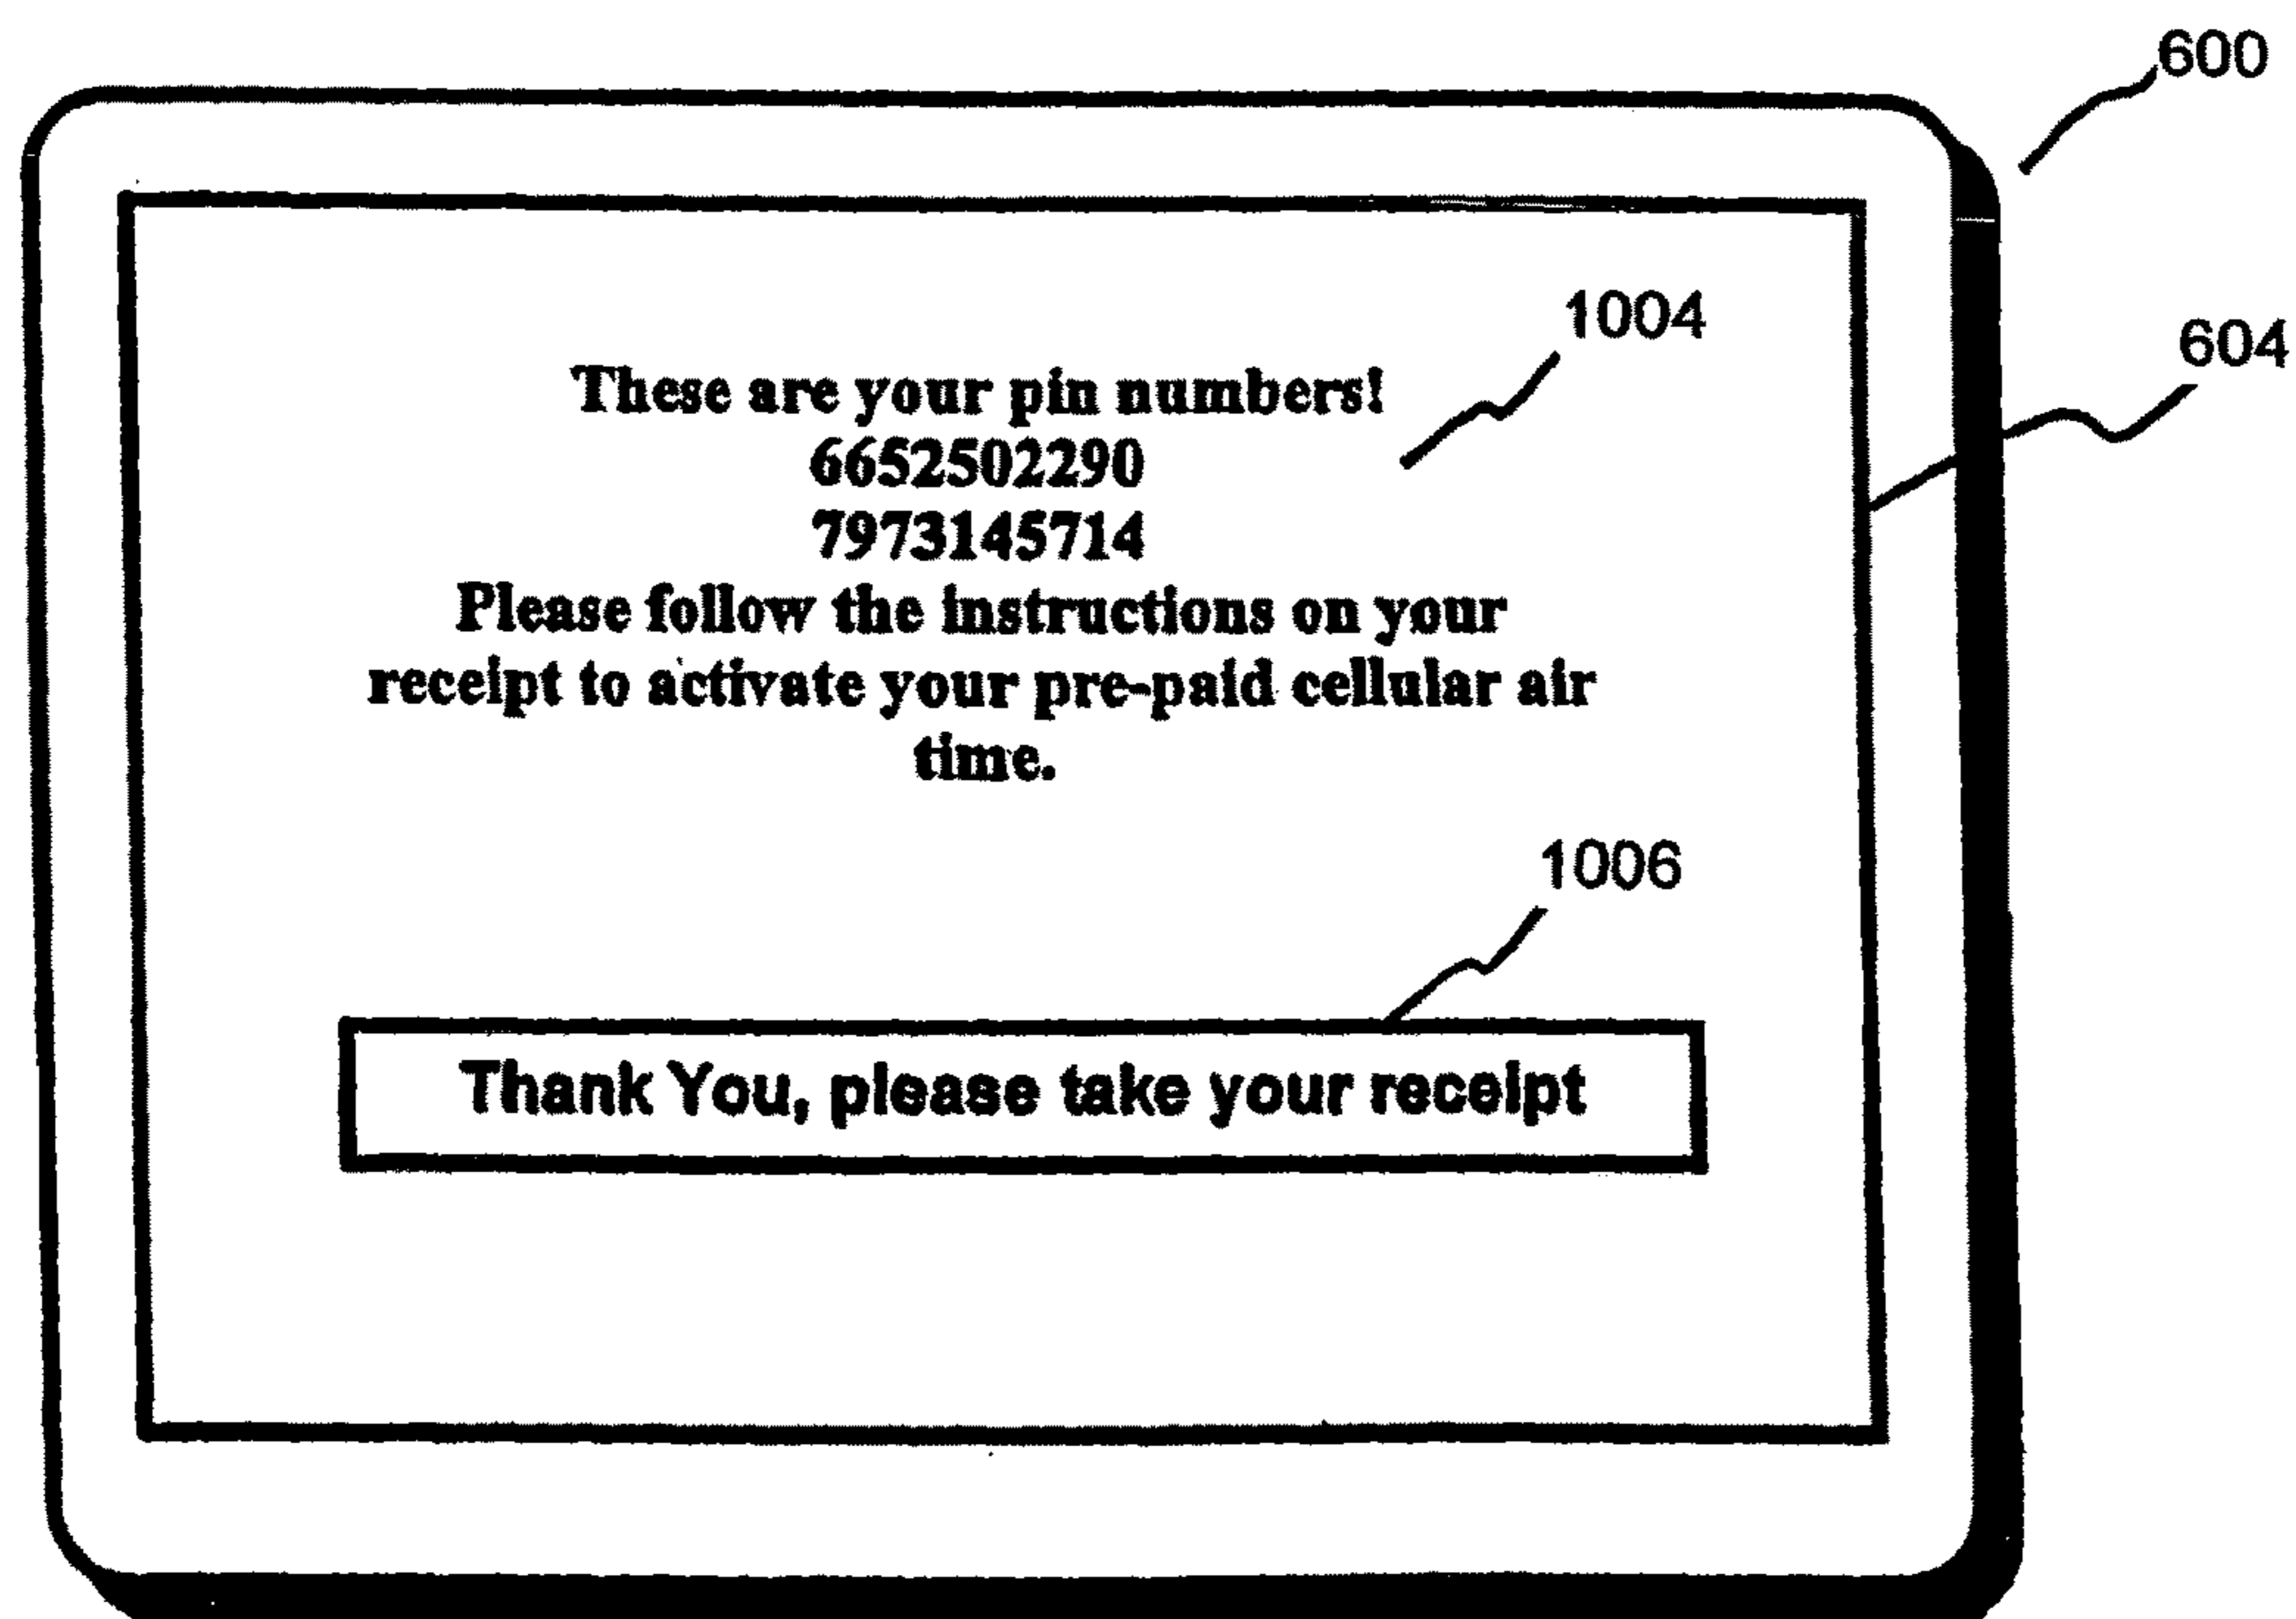 600
1004
604
These are your pin numbers!
6652502290
7973145714
Please follow the instructions on your
receipt to activate your pre-paid cellular air
time.
1006
Thank You, please take your receipt